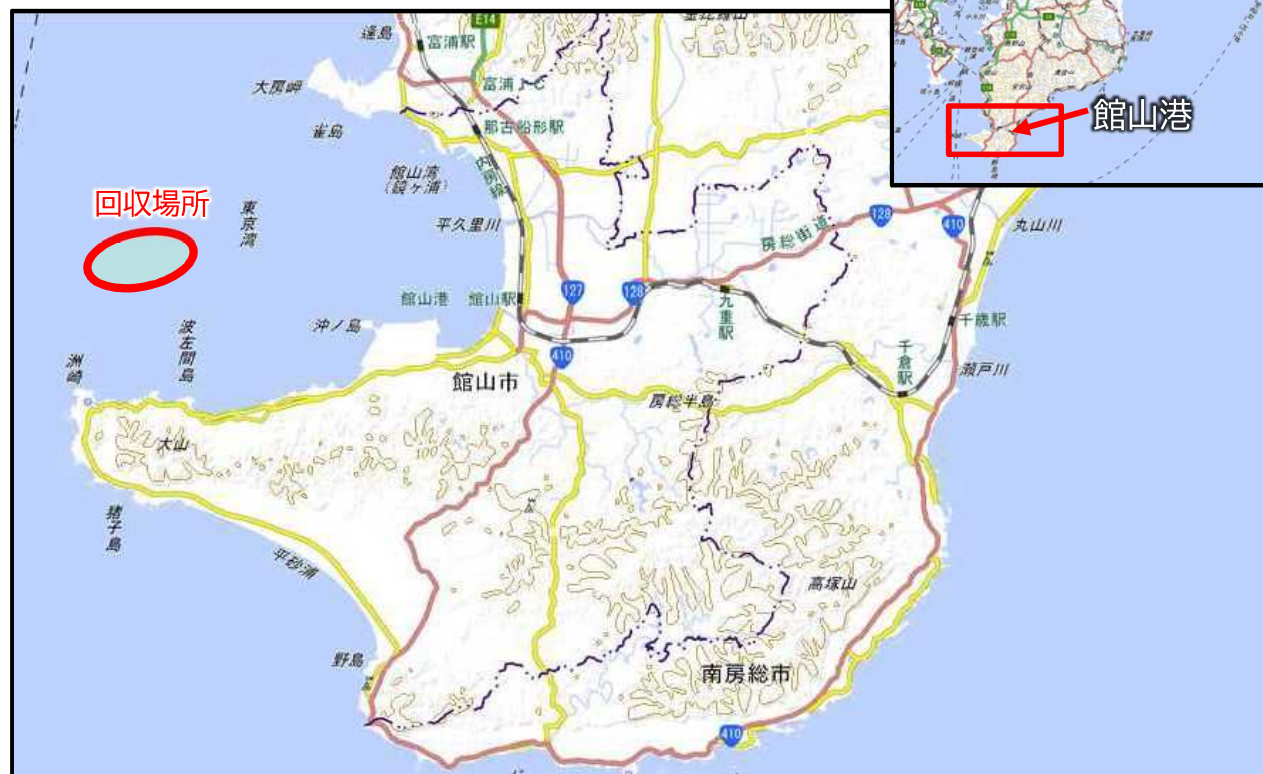 E14
逢島
富浦駅
大房岬
富浦JC
雀島
那古船形駅
館山湾
(鏡ヶ浦)
内房線
館山港
回収場所
東京湾
平久里川
128
410
丸山川
房総街道
館山港
館山駅
127
128
九重駅
沖ノ島
波左間島
千歳駅
洲崎
410
千倉駅
瀬戸川
館山市
房総半島
大山
100
猪子島
平砂浦
高塚山
野島
南房総市
410